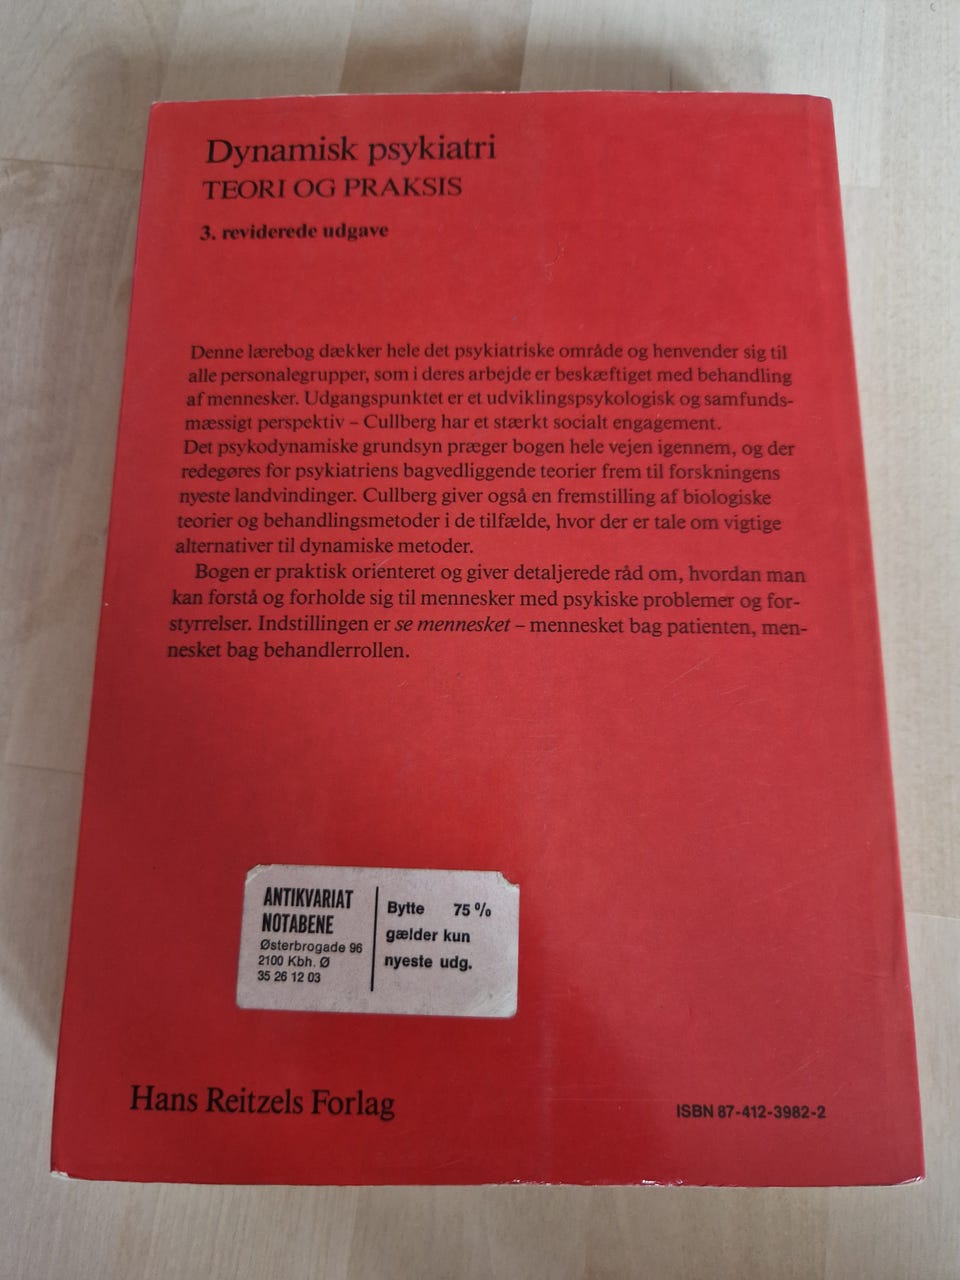 Dynamisk psykiatri
TEORI OG PRAKSIS
3. reviderede udgave
Denne lærebog dækker hele det psykiatriske område og henvender sig til
alle personalegrupper, som i deres arbejde er beskæftiget med behandling
af mennesker. Udgangspunktet er et udviklingspsykologisk og samfunds-
mæssigt perspektiv – Cullberg har et stærkt socialt engagement.
Det psykodynamiske grundsyn præger bogen hele vejen igennem, og der
redegøres for psykiatriens bagvedliggende teorier frem til forskningens
nyeste landvindinger. Cullberg giver også en fremstilling af biologiske
teorier og behandlingsmetoder i de tilfælde, hvor der er tale om vigtige
alternativer til dynamiske metoder.
Bogen er praktisk orienteret og giver detaljerede råd om, hvordan man
kan forstå og forholde sig til mennesker med psykiske problemer og for-
styrrelser. Indstillingen er se mennesket – mennesket bag patienten, men-
nesket bag behandlerrollen.
ANTIKVARIAT
NOTABENE
Østerbrogade 96
2100 Kbh. Ø
35 26 12 03
Bytte 75 %
gælder kun
nyeste udg.
Hans Reitzels Forlag
ISBN 87-412-3982-2